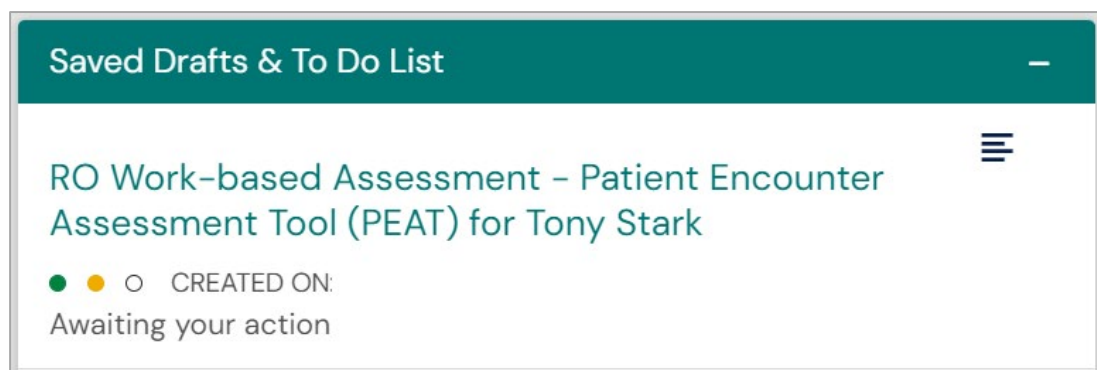 Saved Drafts & To Do List
RO Work-based Assessment - Patient Encounter
Assessment Tool (PEAT) for Tony Stark
CREATED ON:
Awaiting your action